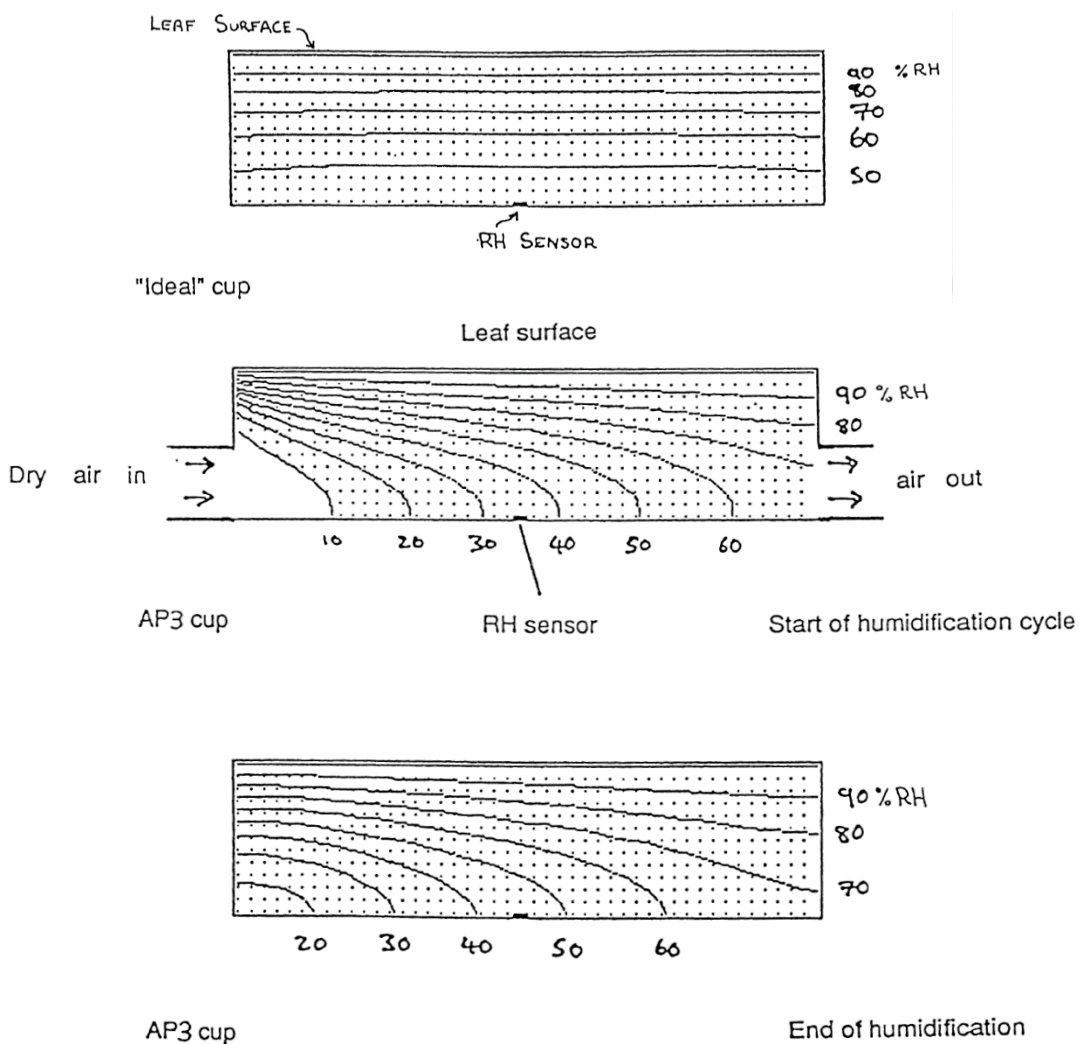 LEAF SURFACE
90 % RH
80
70
60
50
RH SENSOR
"Ideal" cup
Leaf surface
90 % RH
80
Dry air in
air out
10 20 30 40 50 60
AP3 cup RH sensor Start of humidification cycle
90 % RH
80
70
20 30 40 50 60
AP3 cup End of humidification